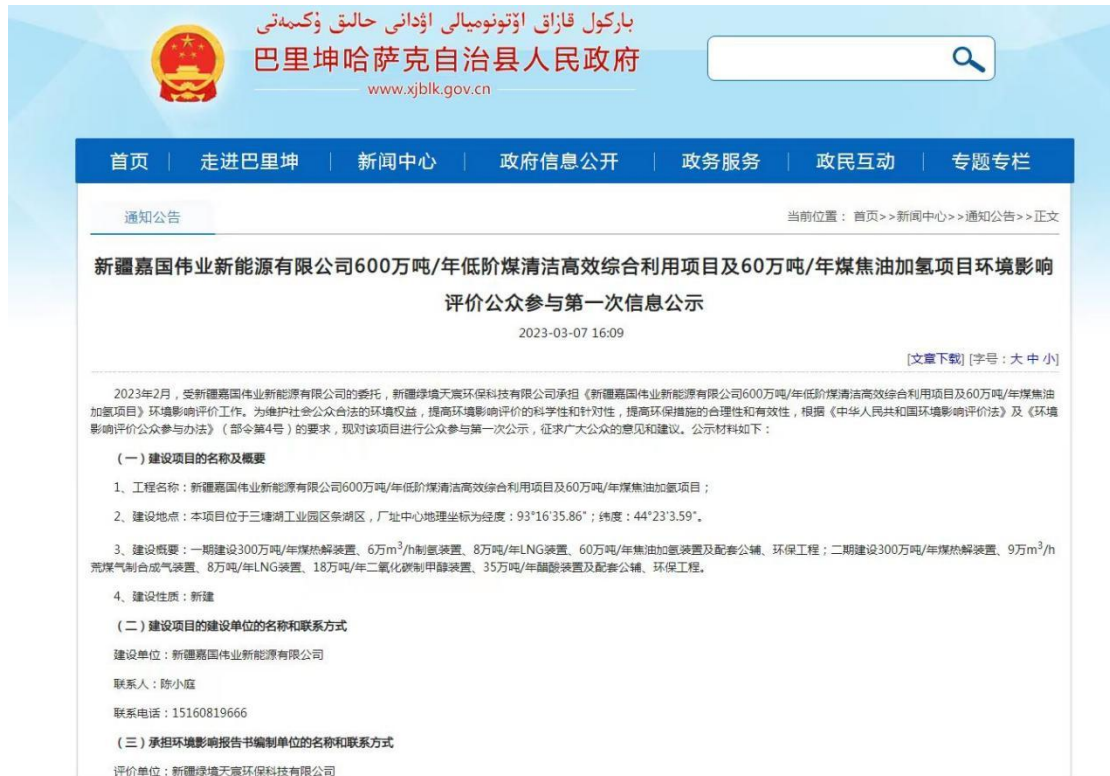 باركول قازاق اۆتونوميالى اۋدانى حالىق ۇكىمەتى
巴里坤哈萨克自治县人民政府
www.xjblk.gov.cn
首页 走进巴里坤 新闻中心 政府信息公开 政务服务 政民互动 专题专栏
通知公告 当前位置： 首页>>新闻中心>>通知公告>>正文
新疆嘉国伟业新能源有限公司600万吨/年低阶煤清洁高效综合利用项目及60万吨/年煤焦油加氢项目环境影响
评价公众参与第一次信息公示
2023-03-07 16:09
[文章下载] [字号：大 中 小]
2023年2月，受新疆嘉国伟业新能源有限公司的委托，新疆绿境天宸环保科技有限公司承担《新疆嘉国伟业新能源有限公司600万吨/年低阶煤清洁高效综合利用项目及60万吨/年煤焦油
加氢项目》环境影响评价工作。为维护社会公众合法的环境权益，提高环境影响评价的科学性和针对性，提高环保措施的合理性和有效性，根据《中华人民共和国环境影响评价法》及《环境
影响评价公众参与办法》（部令第4号）的要求，现对该项目进行公众参与第一次公示，征求广大公众的意见和建议。公示材料如下：
（一）建设项目的名称及概要
1、工程名称：新疆嘉国伟业新能源有限公司600万吨/年低阶煤清洁高效综合利用项目及60万吨/年煤焦油加氢项目；
2、建设地点：本项目位于三塘湖工业园区条湖区，厂址中心地理坐标为经度：93°16'35.86"；纬度：44°23'3.59"。
3、建设概要：一期建设300万吨/年煤热解装置、6万m³/h制氢装置、8万吨/年LNG装置、60万吨/年焦油加氢装置及配套公辅、环保工程；二期建设300万吨/年煤热解装置、9万m³/h
荒煤气制合成气装置、8万吨/年LNG装置、18万吨/年二氧化碳制甲醇装置、35万吨/年醋酸装置及配套公辅、环保工程。
4、建设性质：新建
（二）建设项目的建设单位的名称和联系方式
建设单位：新疆嘉国伟业新能源有限公司
联系人：陈小庭
联系电话：15160819666
（三）承担环境影响报告书编制单位的名称和联系方式
评价单位：新疆绿境天宸环保科技有限公司